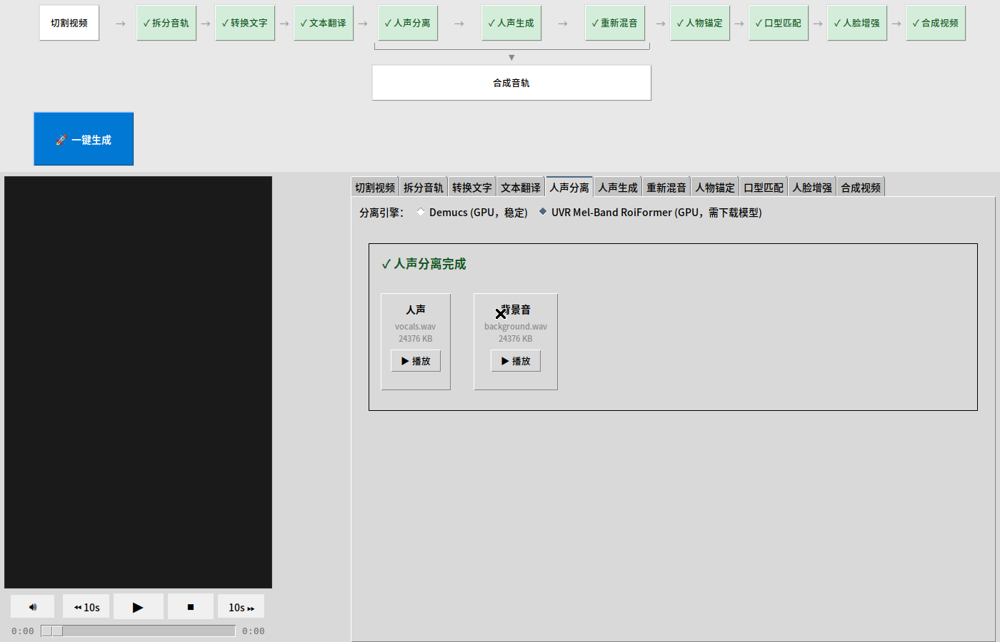 切割视频 → ✓拆分音轨 → ✓转换文字 → ✓文本翻译 → ✓人声分离 → ✓人声生成 → ✓重新混音 → ✓人物锚定 → ✓口型匹配 → ✓人脸增强 → ✓合成视频
▼
合成音轨
🚀 一键生成
切割视频 拆分音轨 转换文字 文本翻译 人声分离 人声生成 重新混音 人物锚定 口型匹配 人脸增强 合成视频
分离引擎： Demucs (GPU，稳定) UVR Mel-Band RoiFormer (GPU，需下载模型)
✓人声分离完成
人声
vocals.wav
24376 KB
▶ 播放
背景音
background.wav
24376 KB
▶ 播放
10s 10s
0:00 0:00